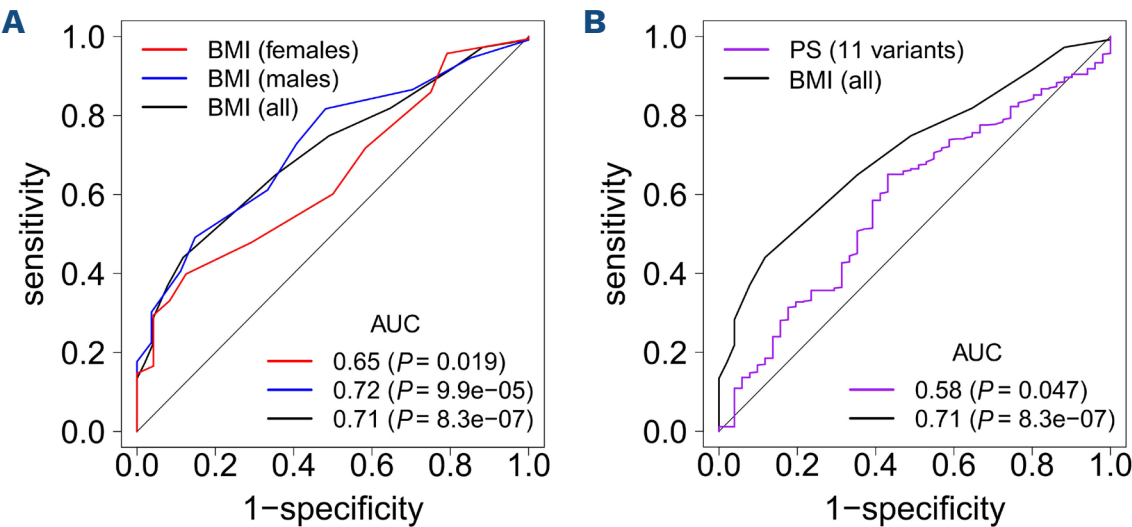 A
BMI (females)
BMI (males)
BMI (all)
AUC
0.65 (P = 0.019)
0.72 (P = 9.9e−05)
0.71 (P = 8.3e−07)
sensitivity
1.0
0.8
0.6
0.4
0.2
0.0
0.0 0.2 0.4 0.6 0.8 1.0
1−specificity
B
PS (11 variants)
BMI (all)
AUC
0.58 (P = 0.047)
0.71 (P = 8.3e−07)
sensitivity
1.0
0.8
0.6
0.4
0.2
0.0
0.0 0.2 0.4 0.6 0.8 1.0
1−specificity